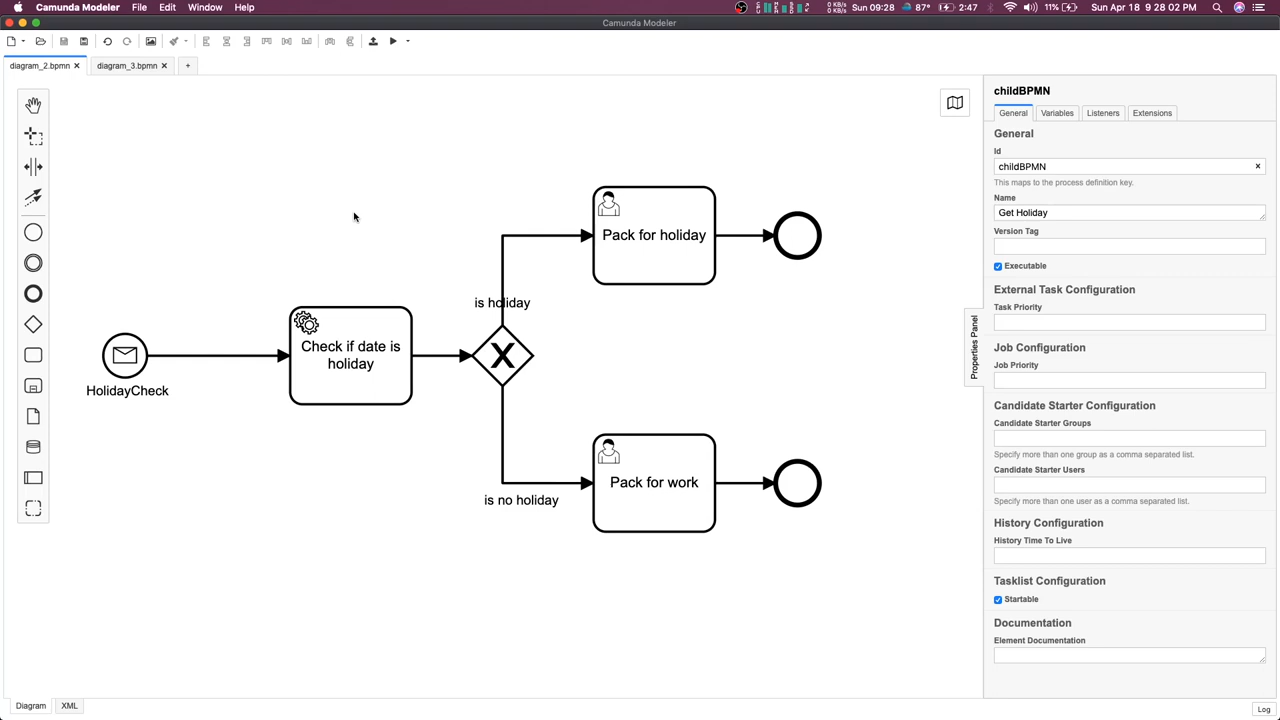 Camunda Modeler File Edit Window Help
0 KB/s
0 KB/s
Sun 09:28
87°
2:47
11%
Sun Apr 18 9:28:02 PM
Camunda Modeler
diagram_2.bpmn
diagram_3.bpmn
+
childBPMN
General Variables Listeners Extensions
General
Id
childBPMN
This maps to the process definition key.
Name
Get Holiday
Version Tag
Executable
External Task Configuration
Task Priority
Job Configuration
Job Priority
Candidate Starter Configuration
Candidate Starter Groups
Specify more than one group as a comma separated list.
Candidate Starter Users
Specify more than one user as a comma separated list.
History Configuration
History Time To Live
Tasklist Configuration
Startable
Documentation
Element Documentation
Properties Panel
Pack for holiday
is holiday
HolidayCheck
Check if date is
holiday
X
Pack for work
is no holiday
Diagram XML
Log